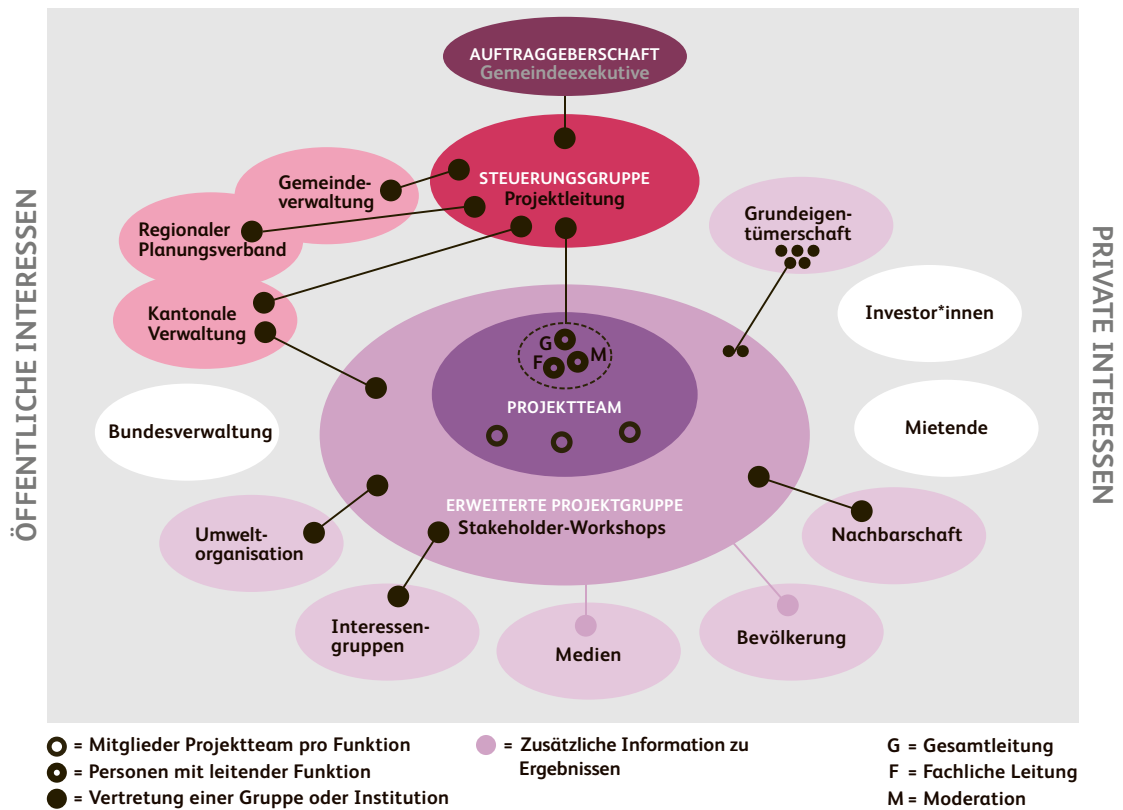 AUFTRAGGEBERSCHAFT
Gemeindeexekutive
STEUERUNGSGRUPPE
Projektleitung
Gemeinde-
verwaltung
Regionaler
Planungsverband
Kantonale
Verwaltung
Bundesverwaltung
Grundeigen-
tümerschaft
Investor*innen
Mietende
G
M
F
PROJEKTTEAM
ERWEITERTE PROJEKTGRUPPE
Stakeholder-Workshops
Umwelt-
organisation
Interessen-
gruppen
Medien
Bevölkerung
Nachbarschaft
ÖFFENTLICHE INTERESSEN
PRIVATE INTERESSEN
= Mitglieder Projektteam pro Funktion
= Personen mit leitender Funktion
= Vertretung einer Gruppe oder Institution
= Zusätzliche Information zu
Ergebnissen
G = Gesamtleitung
F = Fachliche Leitung
M = Moderation